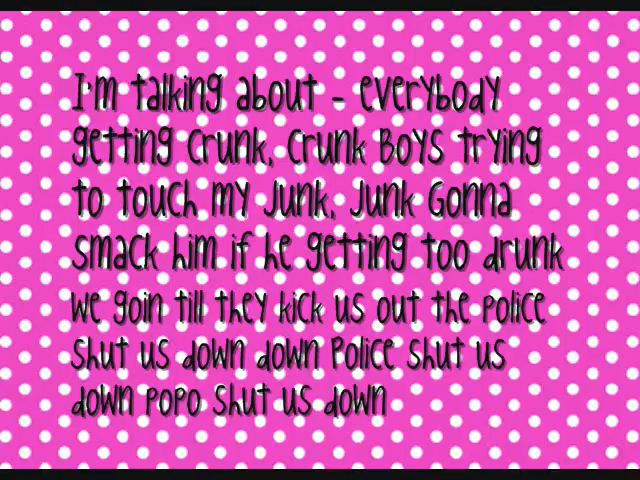 I'm talking about - everybody
getting Crunk, Crunk Boys trying
to touch my Junk, Junk Gonna
smack him if he getting too drunk
we goin till they kick us out the police
shut us down down Police shut us
down popo shut us down